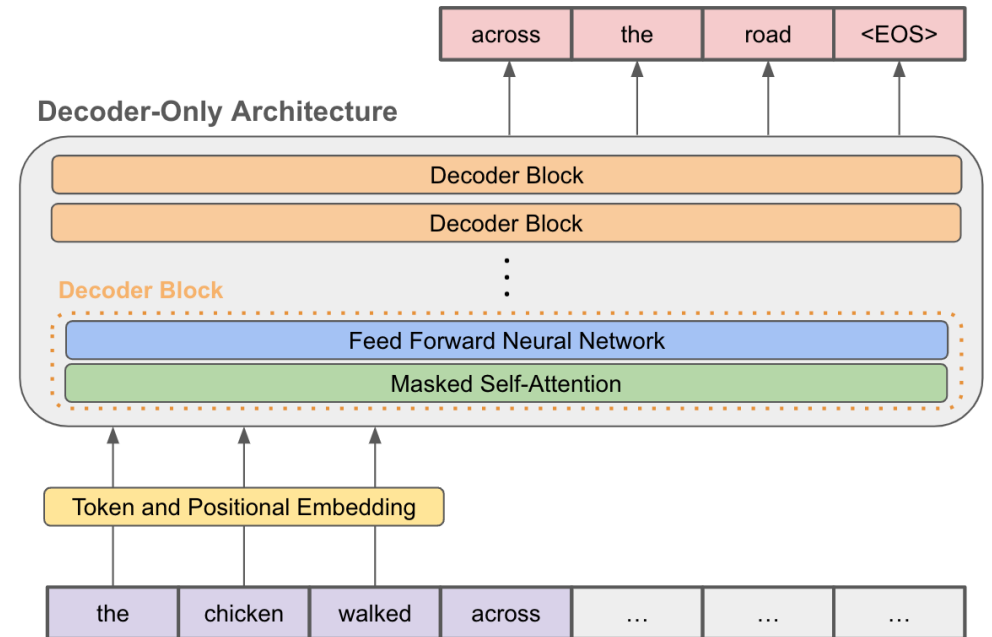 across the road <EOS>
Decoder-Only Architecture
Decoder Block
Decoder Block
Decoder Block
Feed Forward Neural Network
Masked Self-Attention
Token and Positional Embedding
the chicken walked across ... ... ...